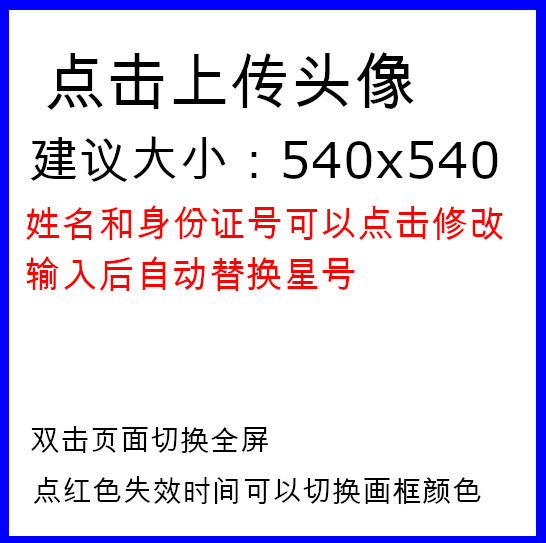 点击上传头像
建议大小：540x540
姓名和身份证号可以点击修改
输入后自动替换星号
双击页面切换全屏
点红色失效时间可以切换画框颜色